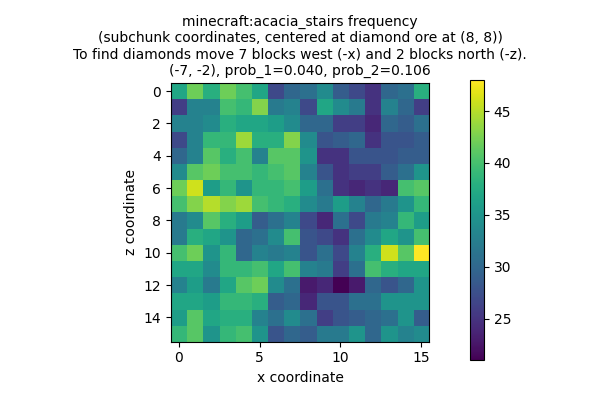 minecraft:acacia_stairs frequency
(subchunk coordinates, centered at diamond ore at (8, 8))
To find diamonds move 7 blocks west (-x) and 2 blocks north (-z).
(-7, -2), prob_1=0.040, prob_2=0.106
0
2
4
6
8
10
12
14
z coordinate
0
5
10
15
x coordinate
45
40
35
30
25